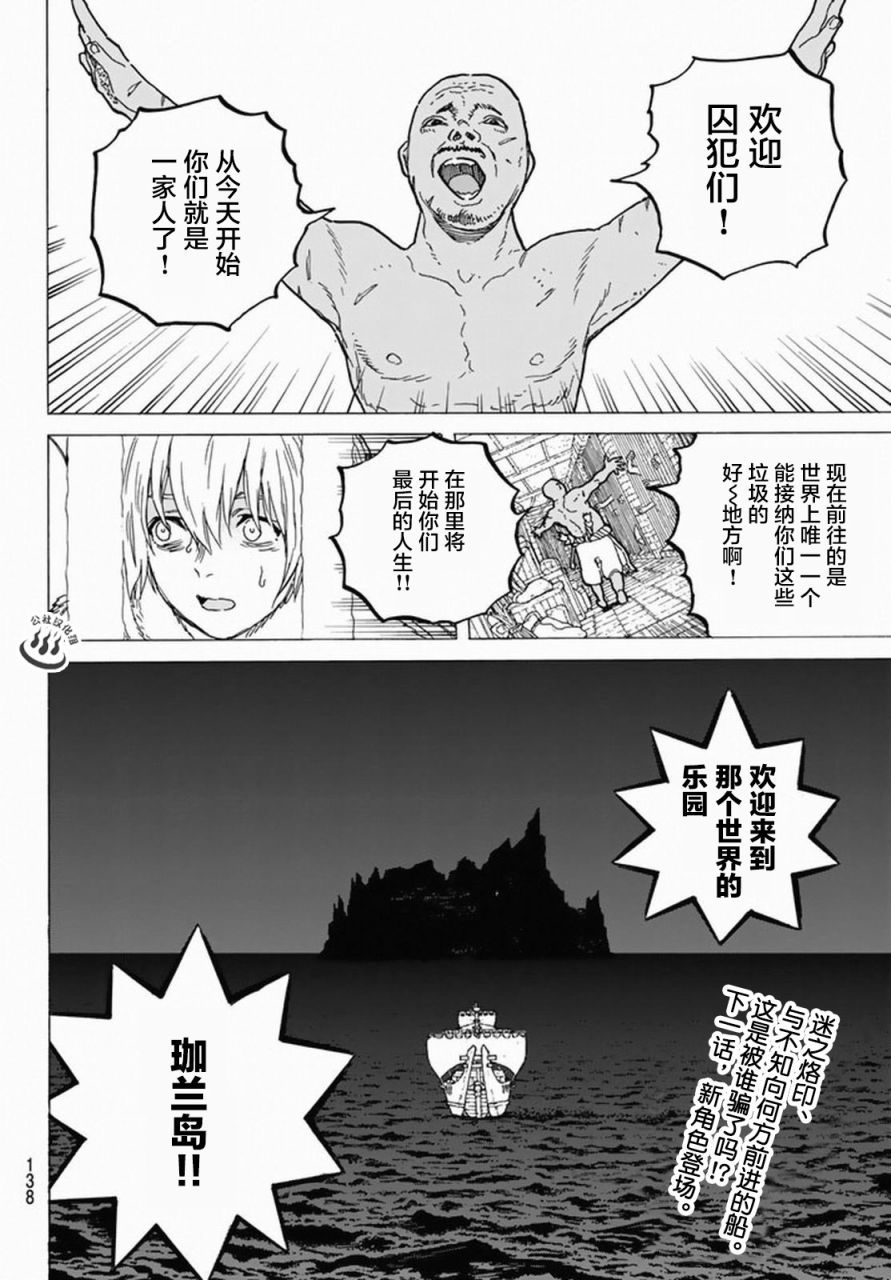 欢迎
囚犯们！
从今天开始
你们就是
一家人了！
现在前往的是
世界上唯一一个
能接纳你们这些
垃圾的
好～地方啊！
在那里将
开始你们
最后的人生!!
公社汉化组
欢迎来到
那个世界的
乐园
珈兰岛!!
迷之烙印、
与不知向何方前进的船。
这是被谁骗了吗!?
下一话，新角色登场。
138